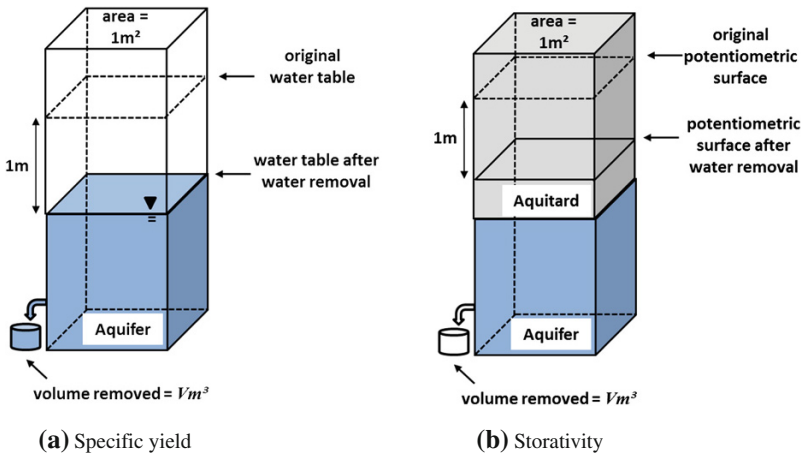 area =
1m²
original
water table
1m
water table after
water removal
Aquifer
volume removed = Vm³
(a) Specific yield
area =
1m²
original
potentiometric
surface
1m
potentiometric
surface after
water removal
Aquitard
Aquifer
volume removed = Vm³
(b) Storativity